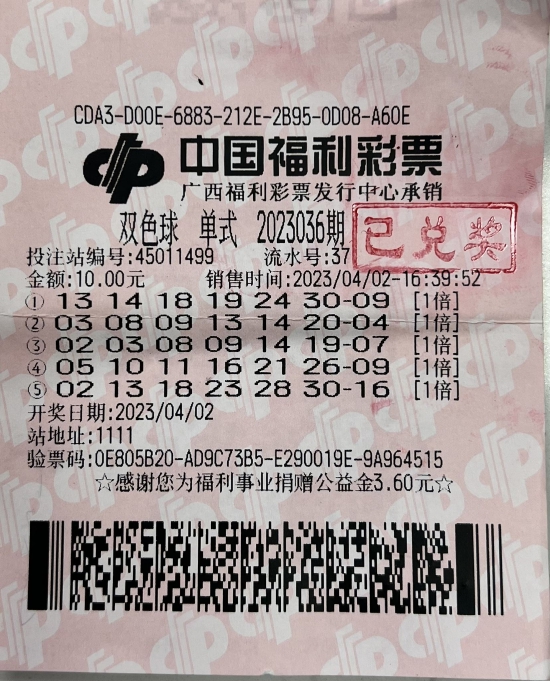 CDA3-D00E-6883-212E-2B95-0D08-A60E
中国福利彩票
广西福利彩票发行中心承销
双色球 单式 2023036期
已兑奖
投注站编号:45011499 流水号:37
金额:10.00元 销售时间:2023/04/02-16:39:52
① 13 14 18 19 24 30-09 [1倍]
② 03 08 09 13 14 20-04 [1倍]
③ 02 03 08 09 14 19-07 [1倍]
④ 05 10 11 16 21 26-09 [1倍]
⑤ 02 13 18 23 28 30-16 [1倍]
开奖日期:2023/04/02
站地址:1111
验票码:0E805B20-AD9C73B5-E290019E-9A964515
☆感谢您为福利事业捐赠公益金3.60元☆